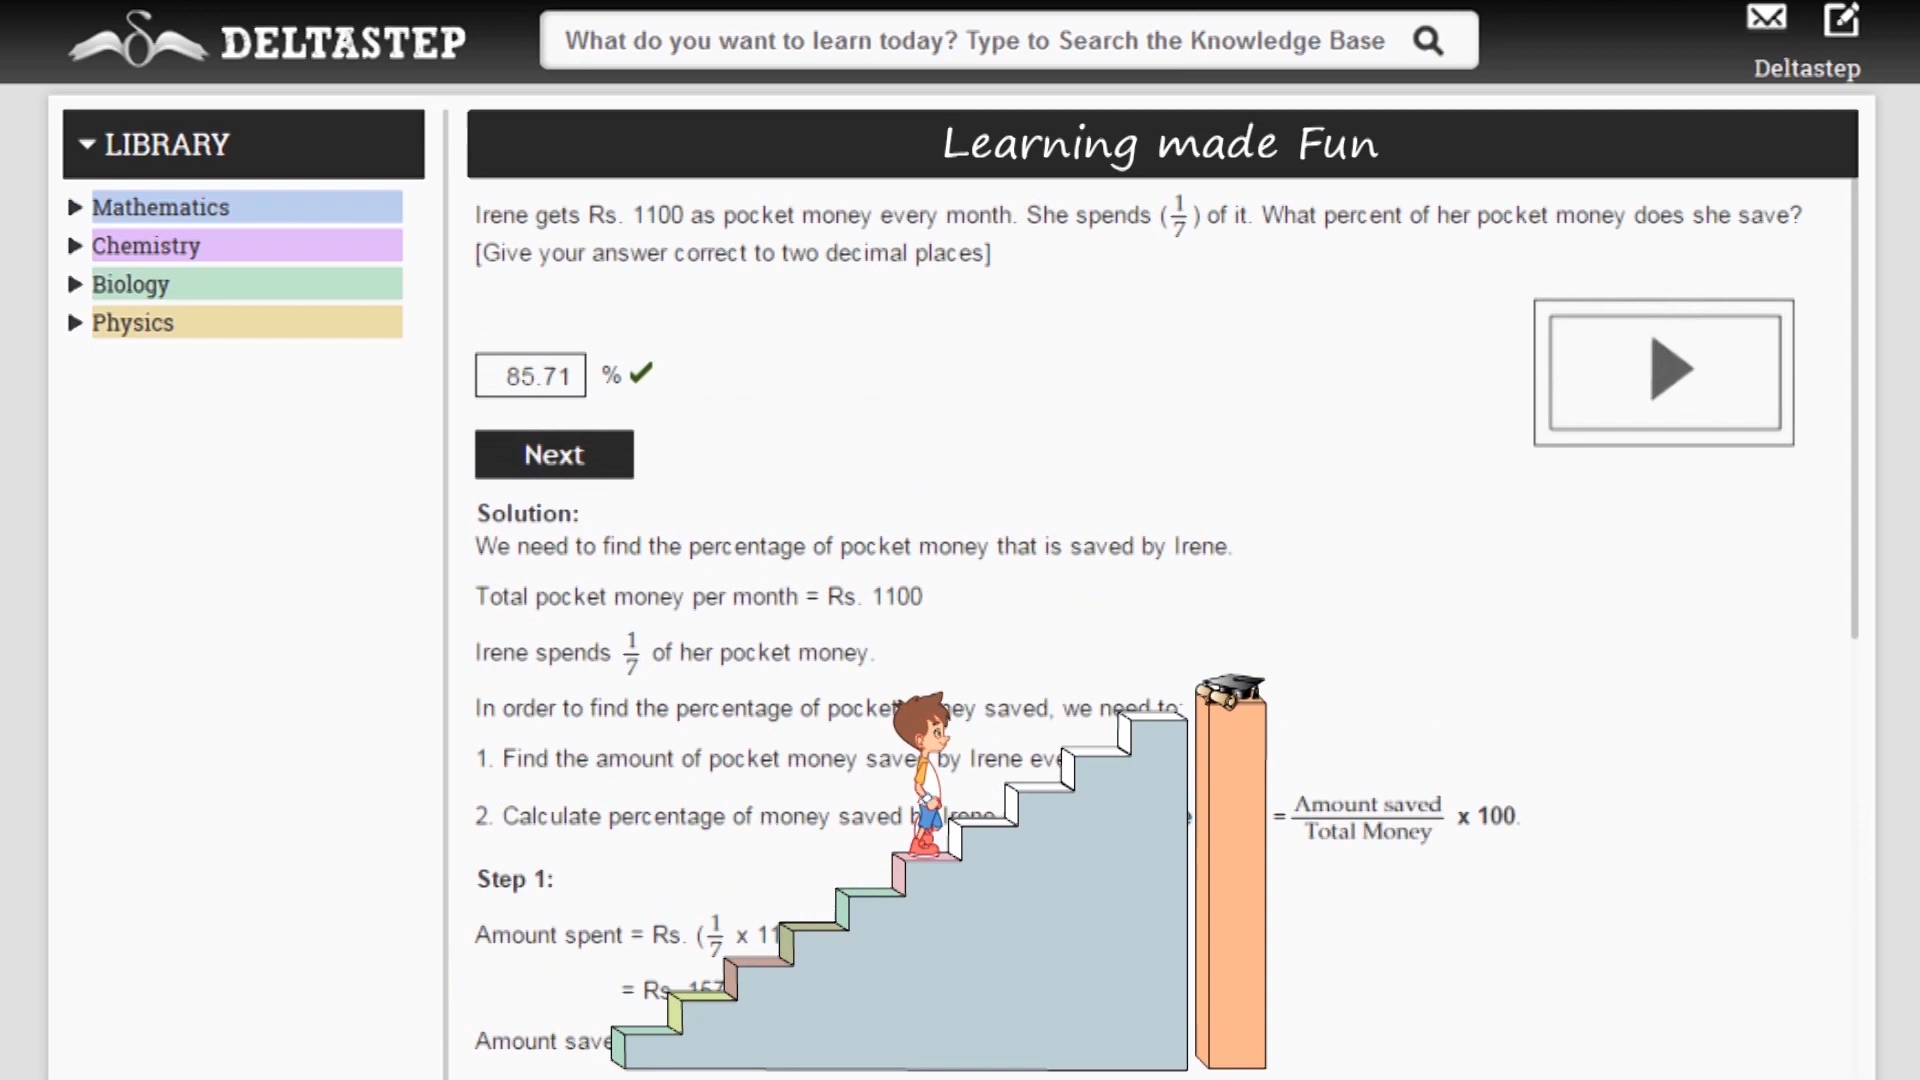 DELTASTEP
What do you want to learn today? Type to Search the Knowledge Base
Deltastep
LIBRARY
Mathematics
Chemistry
Biology
Physics
Learning made Fun
Irene gets Rs. 1100 as pocket money every month. She spends (1/7) of it. What percent of her pocket money does she save?
[Give your answer correct to two decimal places]
85.71 %
Next
Solution:
We need to find the percentage of pocket money that is saved by Irene.
Total pocket money per month = Rs. 1100
Irene spends 1/7 of her pocket money.
In order to find the percentage of pocket saved, we need to:
1. Find the amount of pocket money by Irene
2. Calculate percentage of money saved Irene = Amount saved/Total Money x 100.
Step 1:
Amount spent = Rs. (1/7 x
= Rs. 157
Amount